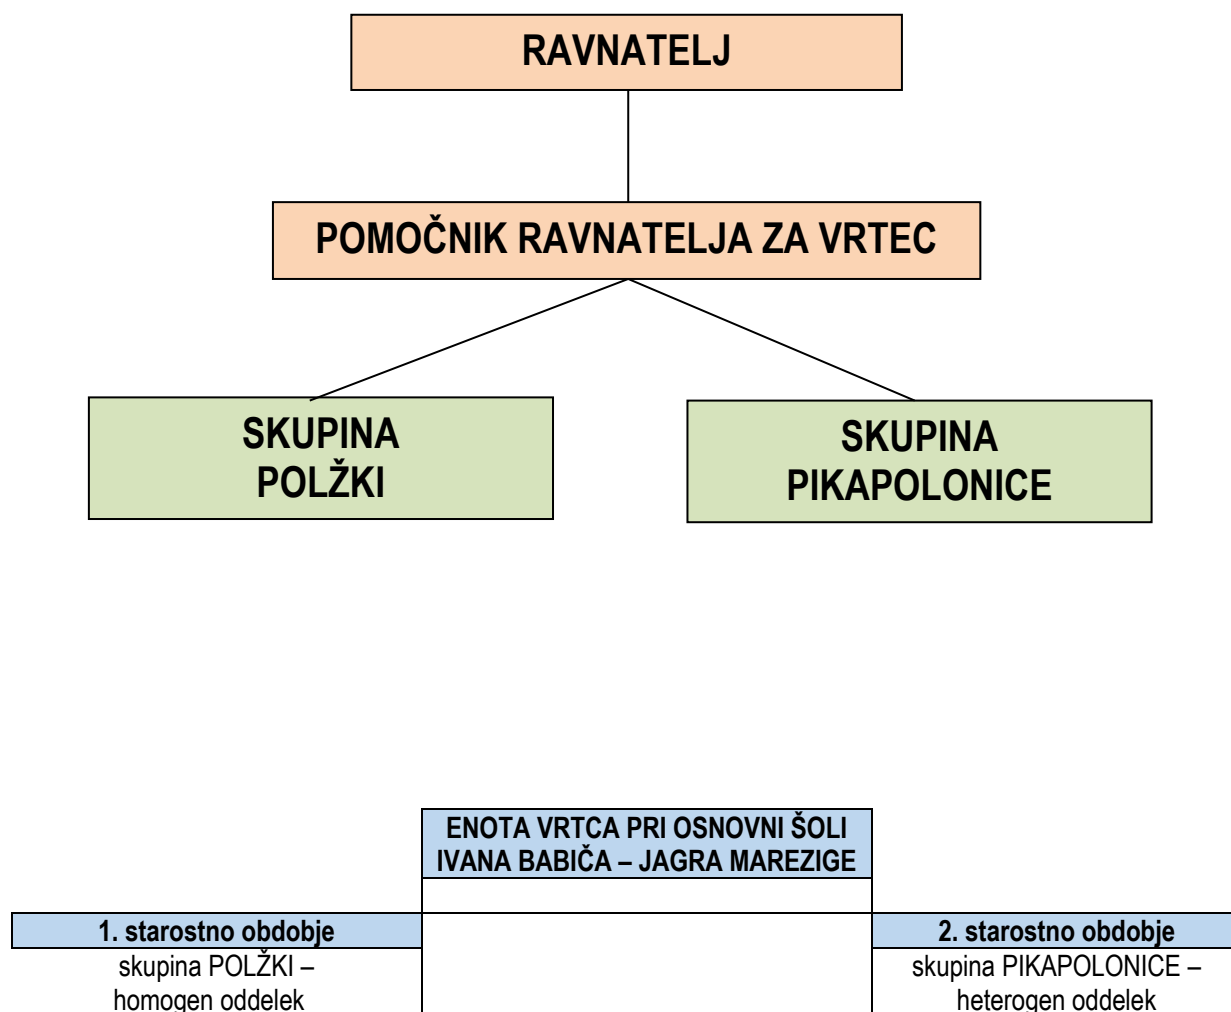 RAVNATELJ
POMOČNIK RAVNATELJA ZA VRTEC
SKUPINA
POLŽKI
SKUPINA
PIKAPOLONICE
ENOTA VRTCA PRI OSNOVNI ŠOLI
IVANA BABIČA – JAGRA MAREZIGE
1. starostno obdobje
skupina POLŽKI –
homogen oddelek
2. starostno obdobje
skupina PIKAPOLONICE –
heterogen oddelek